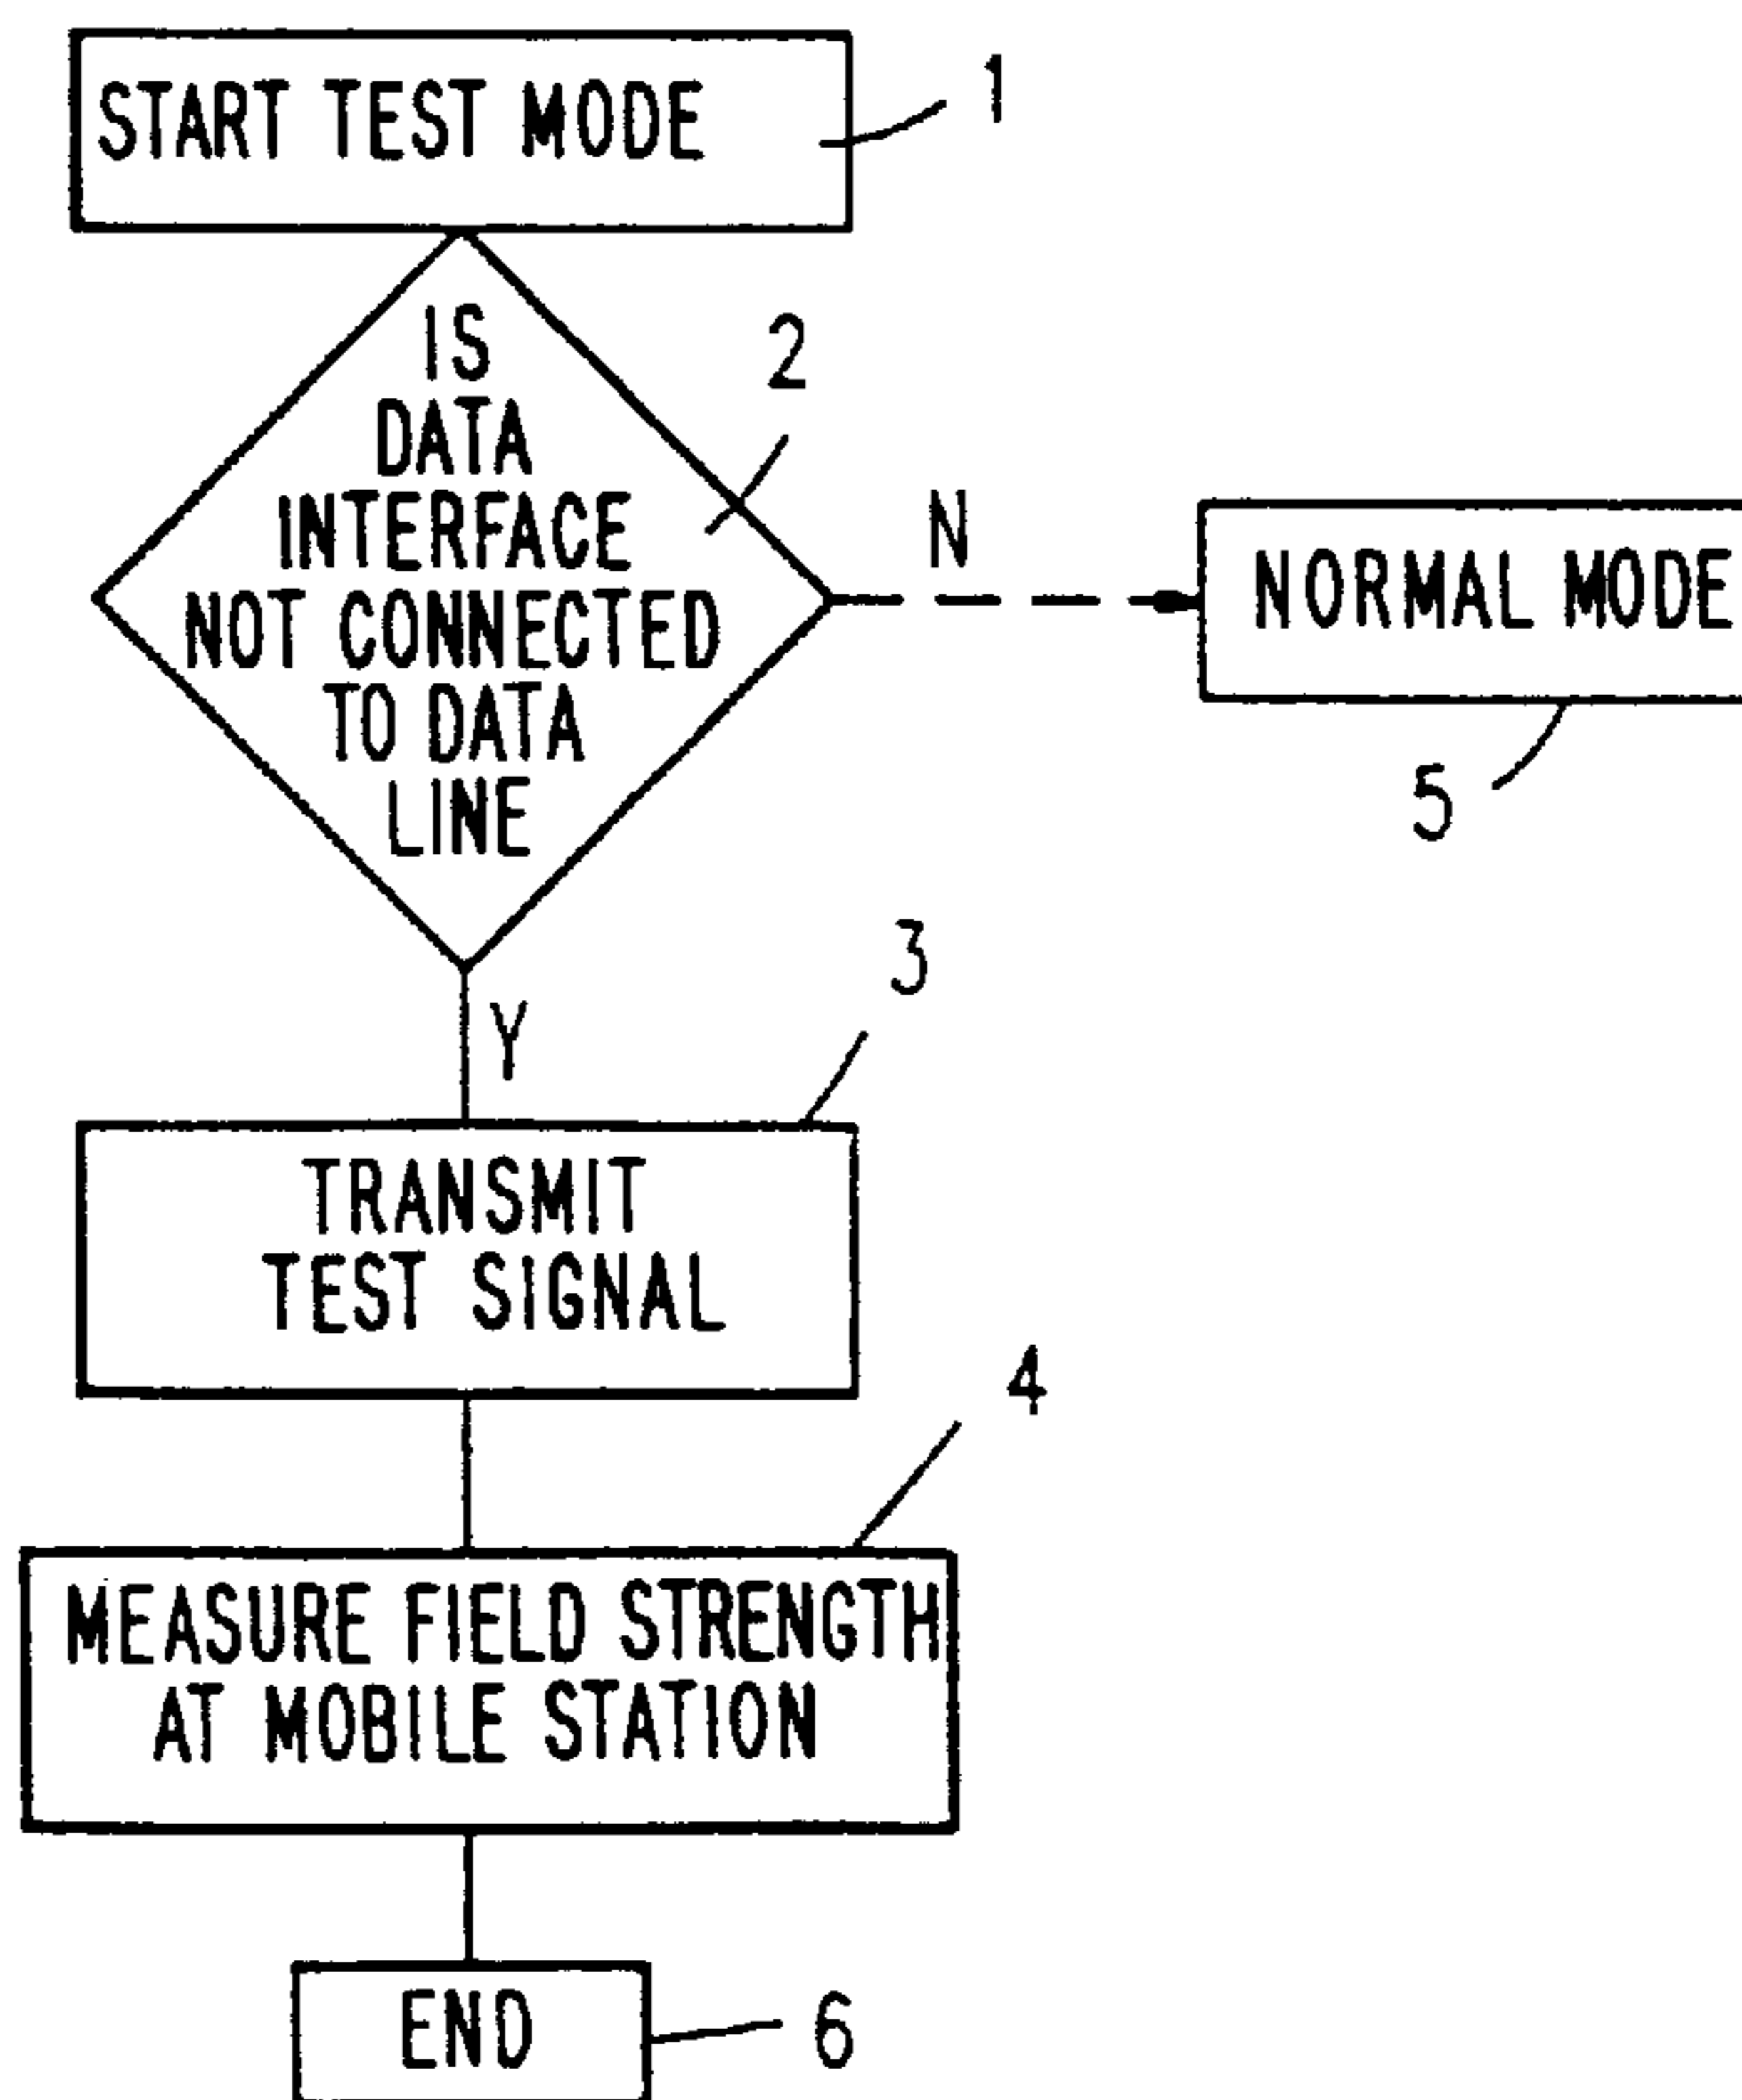 START TEST MODE
1
IS
DATA
INTERFACE
NOT CONNECTED
TO DATA
LINE
2
N
NORMAL MODE
5
Y
3
TRANSMIT
TEST SIGNAL
4
MEASURE FIELD STRENGTH
AT MOBILE STATION
END
6